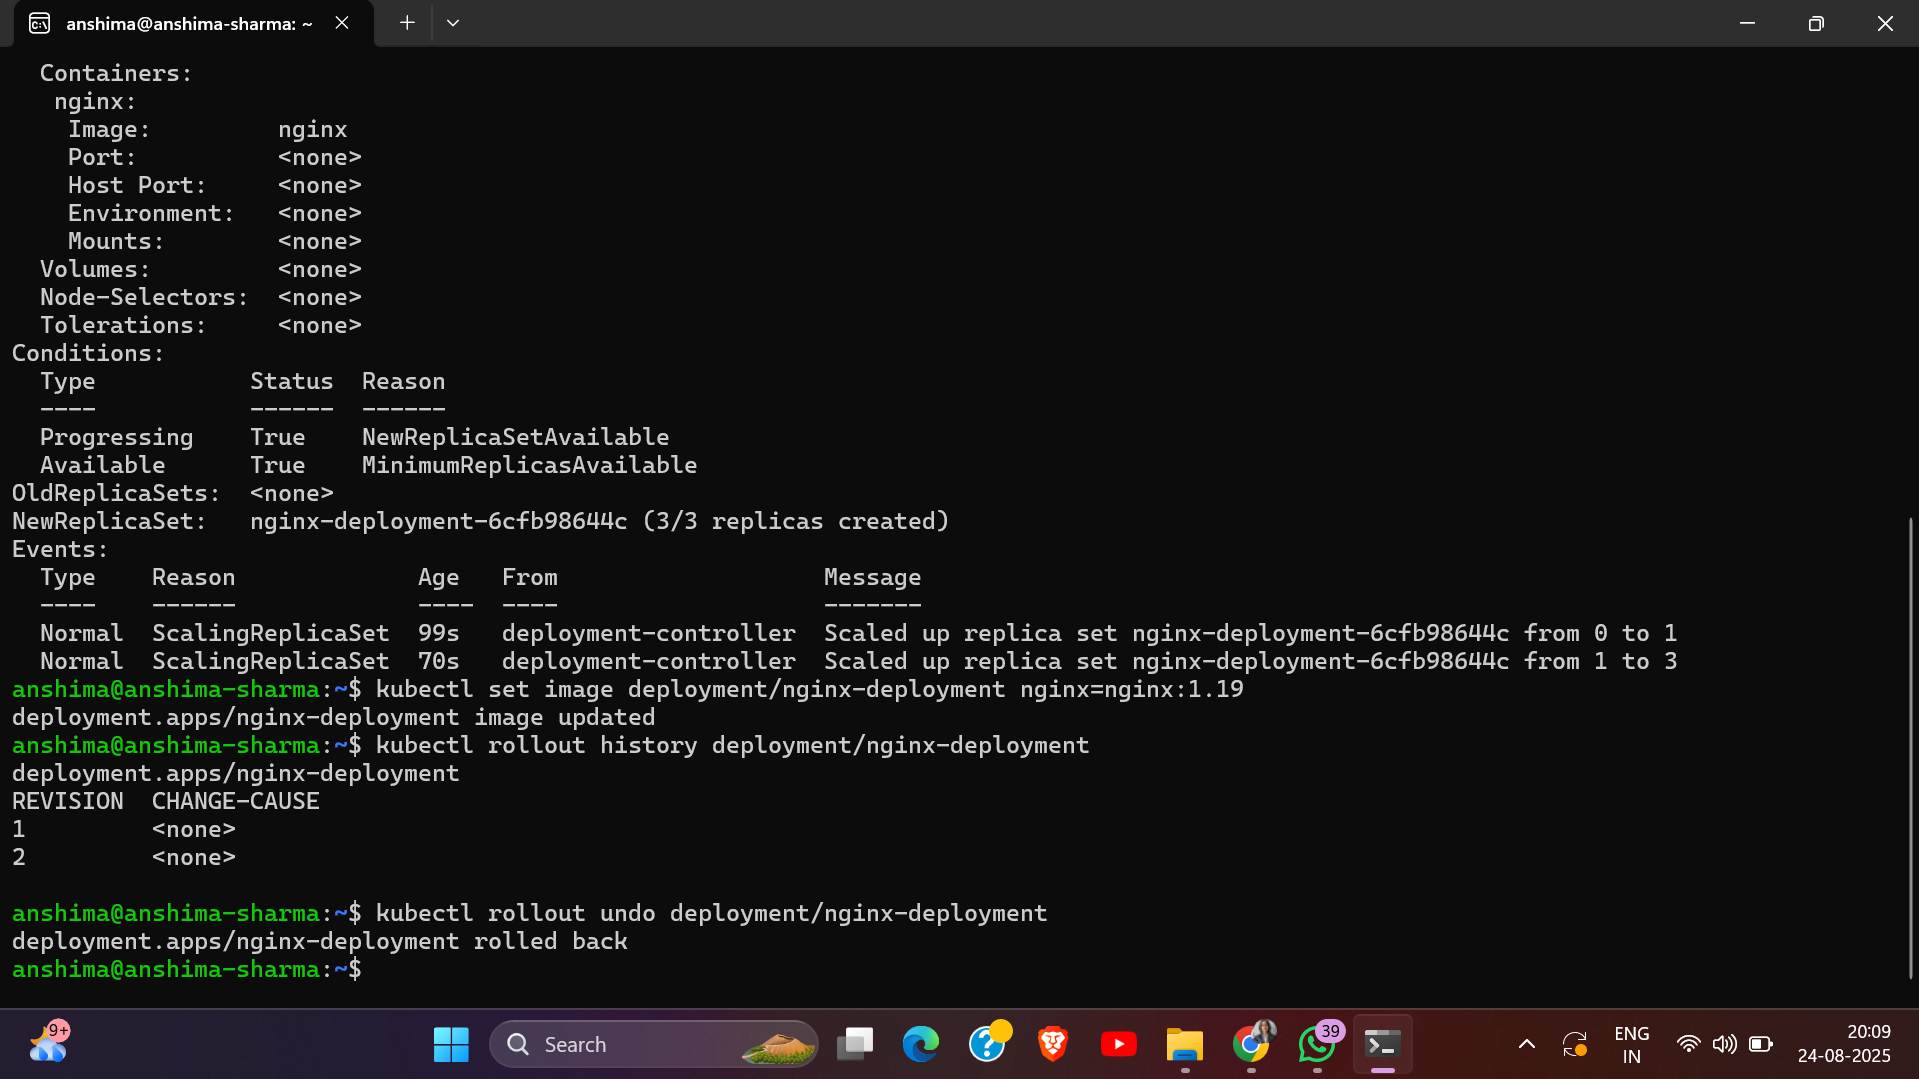 anshima@anshima-sharma: ~
Containers:
nginx:
Image: nginx
Port: <none>
Host Port: <none>
Environment: <none>
Mounts: <none>
Volumes: <none>
Node-Selectors: <none>
Tolerations: <none>
Conditions:
Type Status Reason
---- ------ ------
Progressing True NewReplicaSetAvailable
Available True MinimumReplicasAvailable
OldReplicaSets: <none>
NewReplicaSet: nginx-deployment-6cfb98644c (3/3 replicas created)
Events:
Type Reason Age From Message
---- ------ ---- ---- -------
Normal ScalingReplicaSet 99s deployment-controller Scaled up replica set nginx-deployment-6cfb98644c from 0 to 1
Normal ScalingReplicaSet 70s deployment-controller Scaled up replica set nginx-deployment-6cfb98644c from 1 to 3
anshima@anshima-sharma:~$ kubectl set image deployment/nginx-deployment nginx=nginx:1.19
deployment.apps/nginx-deployment image updated
anshima@anshima-sharma:~$ kubectl rollout history deployment/nginx-deployment
deployment.apps/nginx-deployment
REVISION CHANGE-CAUSE
1 <none>
2 <none>
anshima@anshima-sharma:~$ kubectl rollout undo deployment/nginx-deployment
deployment.apps/nginx-deployment rolled back
anshima@anshima-sharma:~$
9+
Search
39
ENG
IN
20:09
24-08-2025